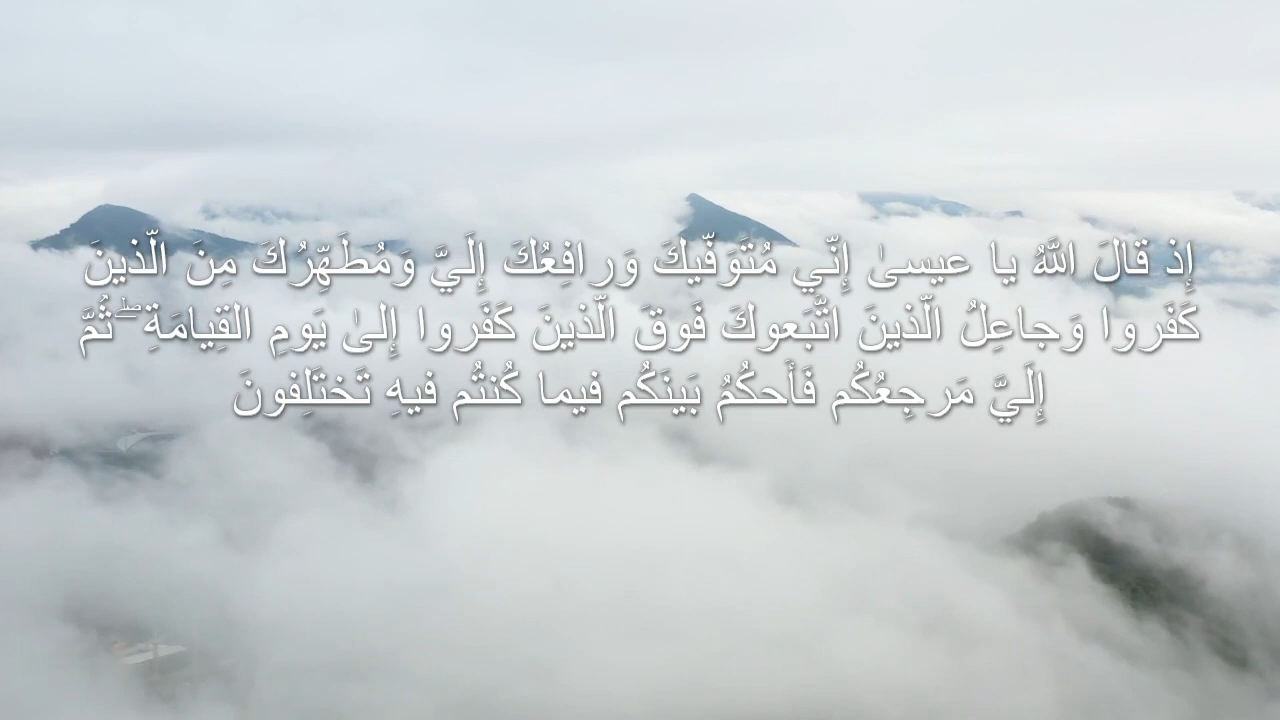 إِذ قالَ اللَّهُ يا عيسىٰ إِنّي مُتَوَفّيكَ وَرافِعُكَ إِلَيَّ وَمُطَهِّرُكَ مِنَ الَّذينَ
كَفَروا وَجاعِلُ الَّذينَ اتَّبَعوكَ فَوقَ الَّذينَ كَفَروا إِلىٰ يَومِ القِيامَةِ ۖ ثُمَّ
إِلَيَّ مَرجِعُكُم فَأَحكُمُ بَينَكُم فيما كُنتُم فيهِ تَختَلِفونَ